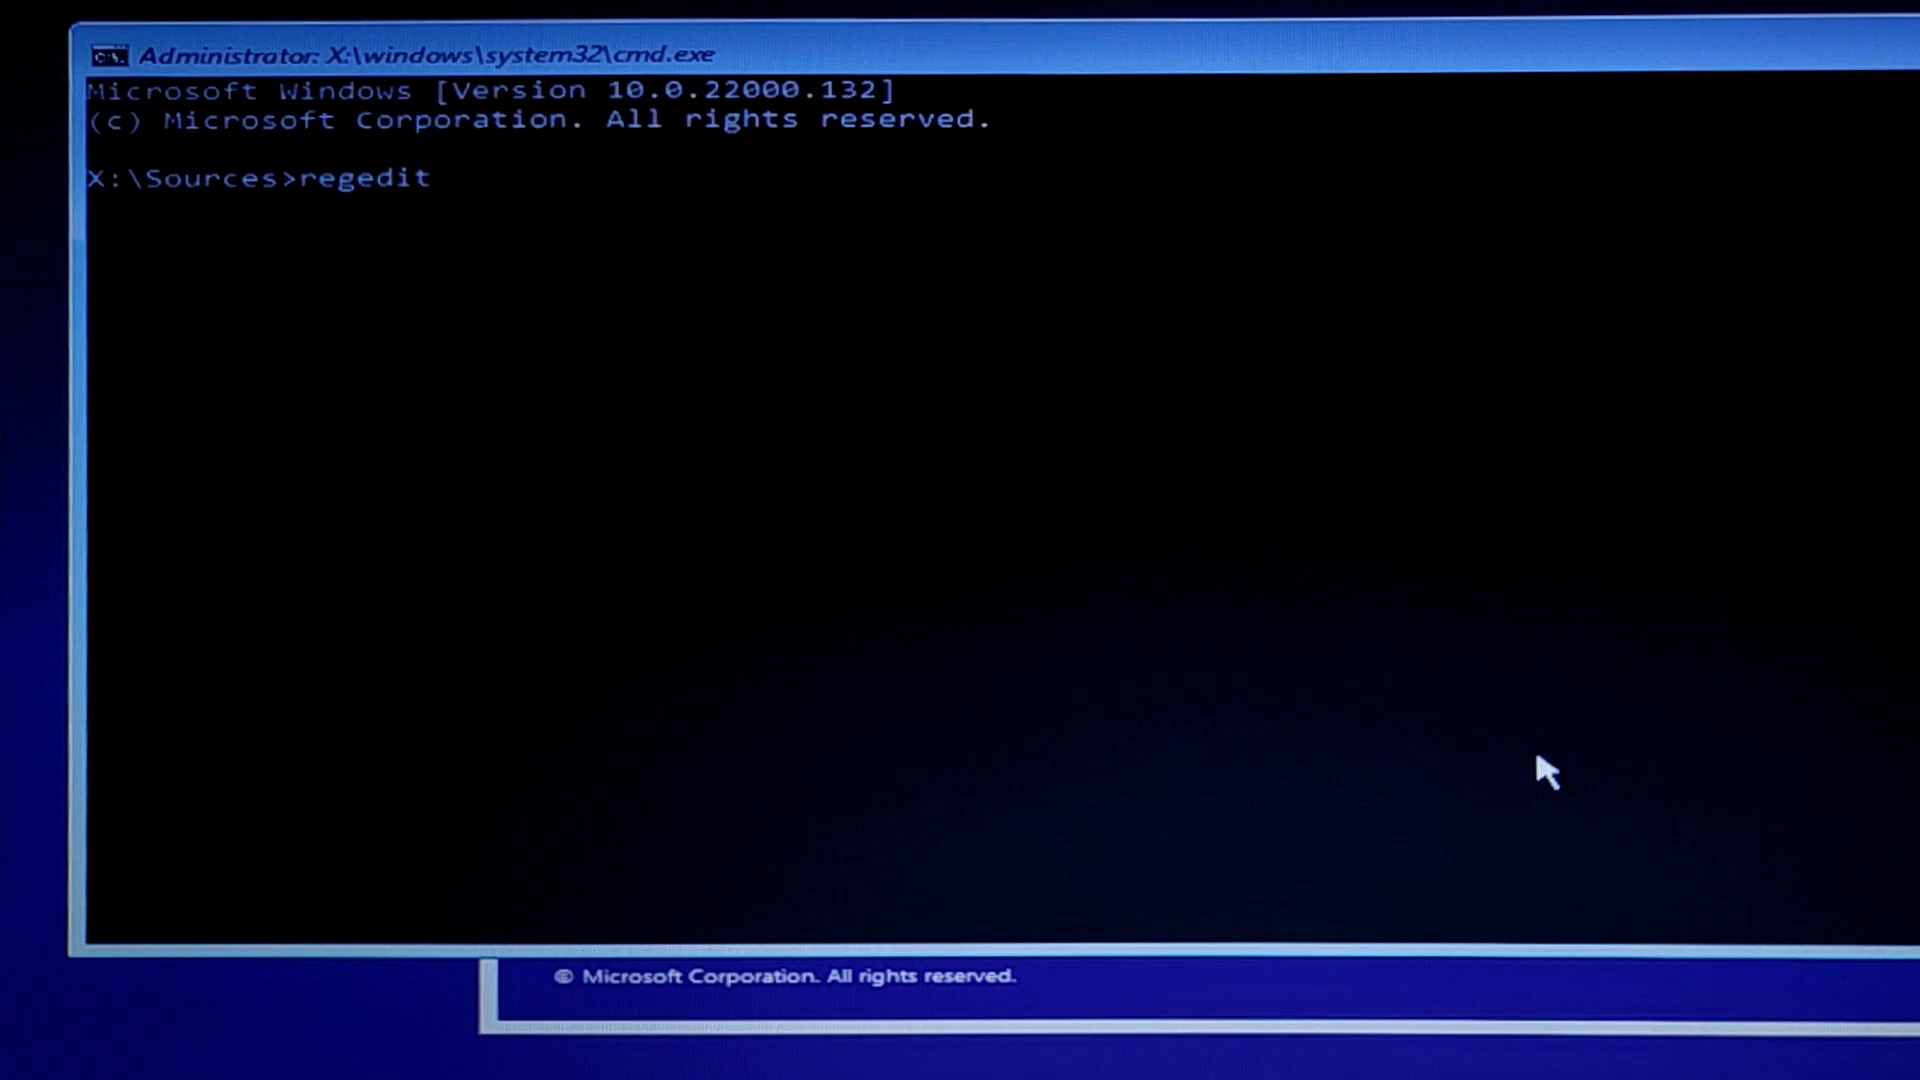 Administrator: X:\windows\system32\cmd.exe
Microsoft Windows [Version 10.0.22000.132]
(c) Microsoft Corporation. All rights reserved.
X:\Sources>regedit
© Microsoft Corporation. All rights reserved.